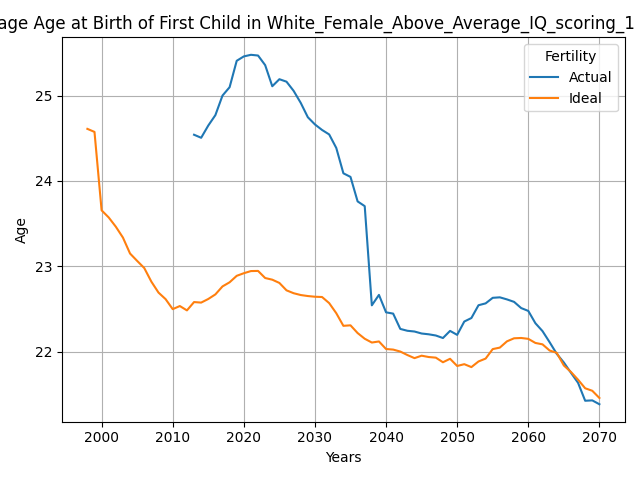 age Age at Birth of First Child in White_Female_Above_Average_IQ_scoring_1
Fertility
Actual
Ideal
25
24
23
22
Age
2000 2010 2020 2030 2040 2050 2060 2070
Years